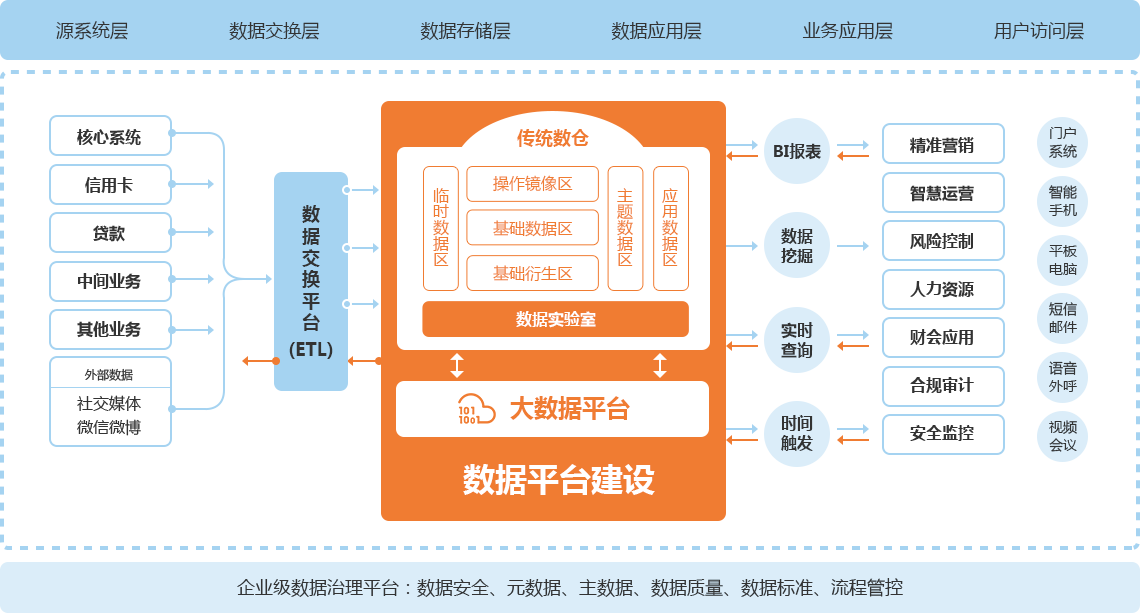 源系统层
数据交换层
数据存储层
数据应用层
业务应用层
用户访问层
核心系统
信用卡
贷款
中间业务
其他业务
外部数据
社交媒体
微信微博
数据交换平台
(ETL)
传统数仓
临时数据区
操作镜像区
基础数据区
基础衍生区
主题数据区
应用数据区
数据实验室
101
1001
大数据平台
数据平台建设
BI报表
数据
挖掘
实时
查询
时间
触发
精准营销
智慧运营
风险控制
人力资源
财会应用
合规审计
安全监控
门户
系统
智能
手机
平板
电脑
短信
邮件
语音
外呼
视频
会议
企业级数据治理平台：数据安全、元数据、主数据、数据质量、数据标准、流程管控